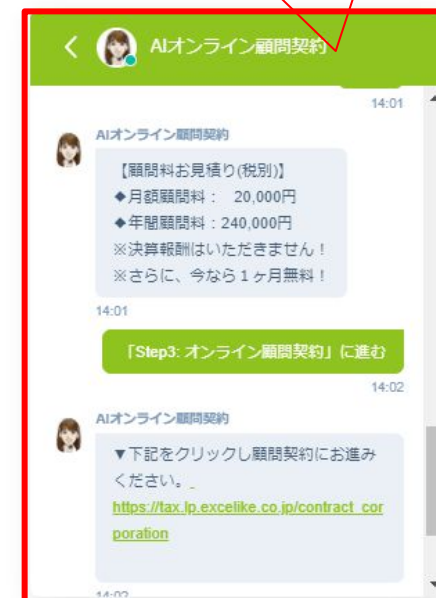 AIオンライン顧問契約
14:01
AIオンライン顧問契約
【顧問料お見積り(税別)】
◆月額顧問料： 20,000円
◆年間顧問料：240,000円
※決算報酬はいただきません！
※さらに、今なら１ヶ月無料！
14:01
「Step3: オンライン顧問契約」に進む
14:02
AIオンライン顧問契約
▼下記をクリックし顧問契約にお進み
ください。
https://tax.lp.excelike.co.jp/contract_cor
poration
14:02